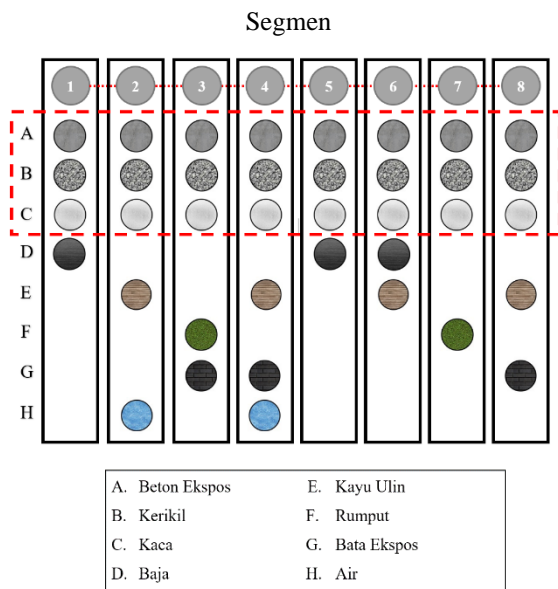 Segmen
1 2 3 4 5 6 7 8
A
B
C
D
E
F
G
H
A. Beton Ekspos E. Kayu Ulin
B. Kerikil F. Rumput
C. Kaca G. Bata Ekspos
D. Baja H. Air